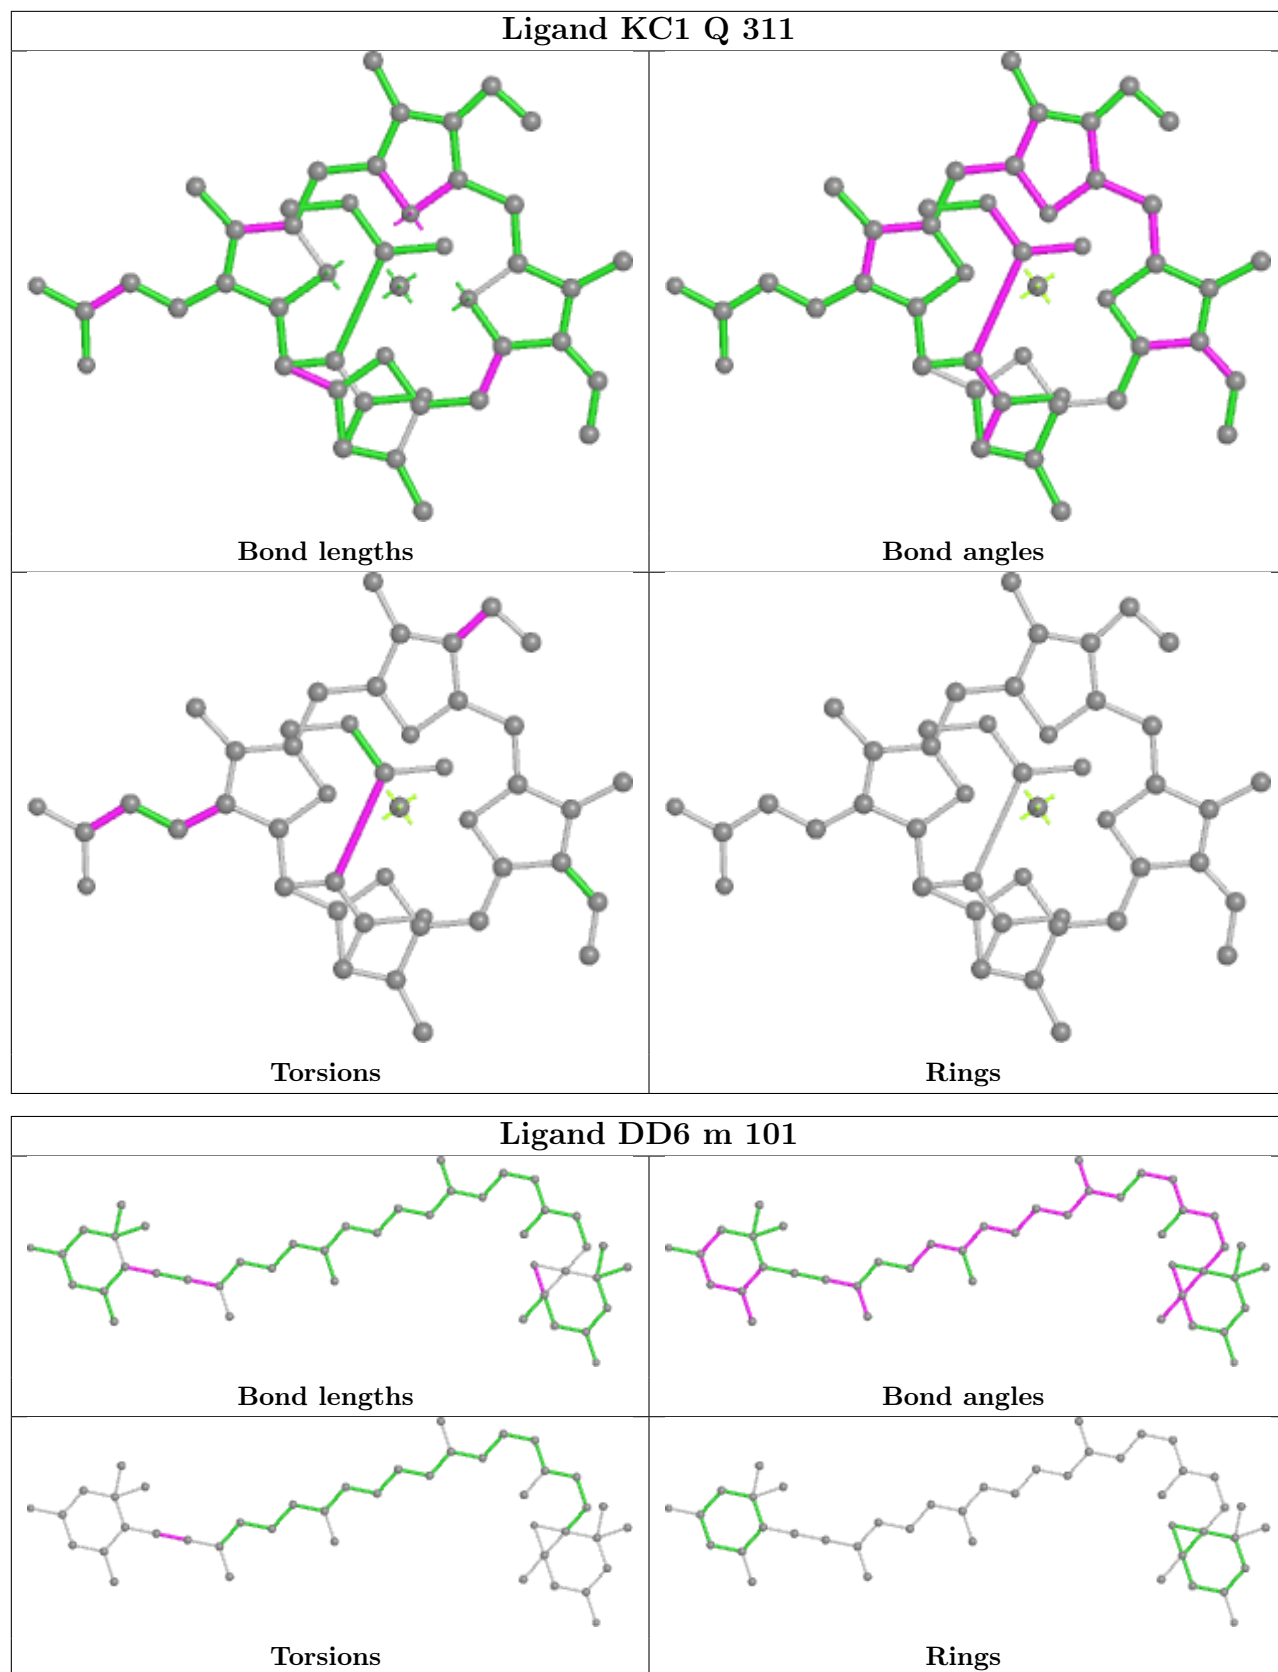 Ligand KC1 Q 311
Bond lengths
Bond angles
Torsions
Rings
Ligand DD6 m 101
Bond lengths
Bond angles
Torsions
Rings